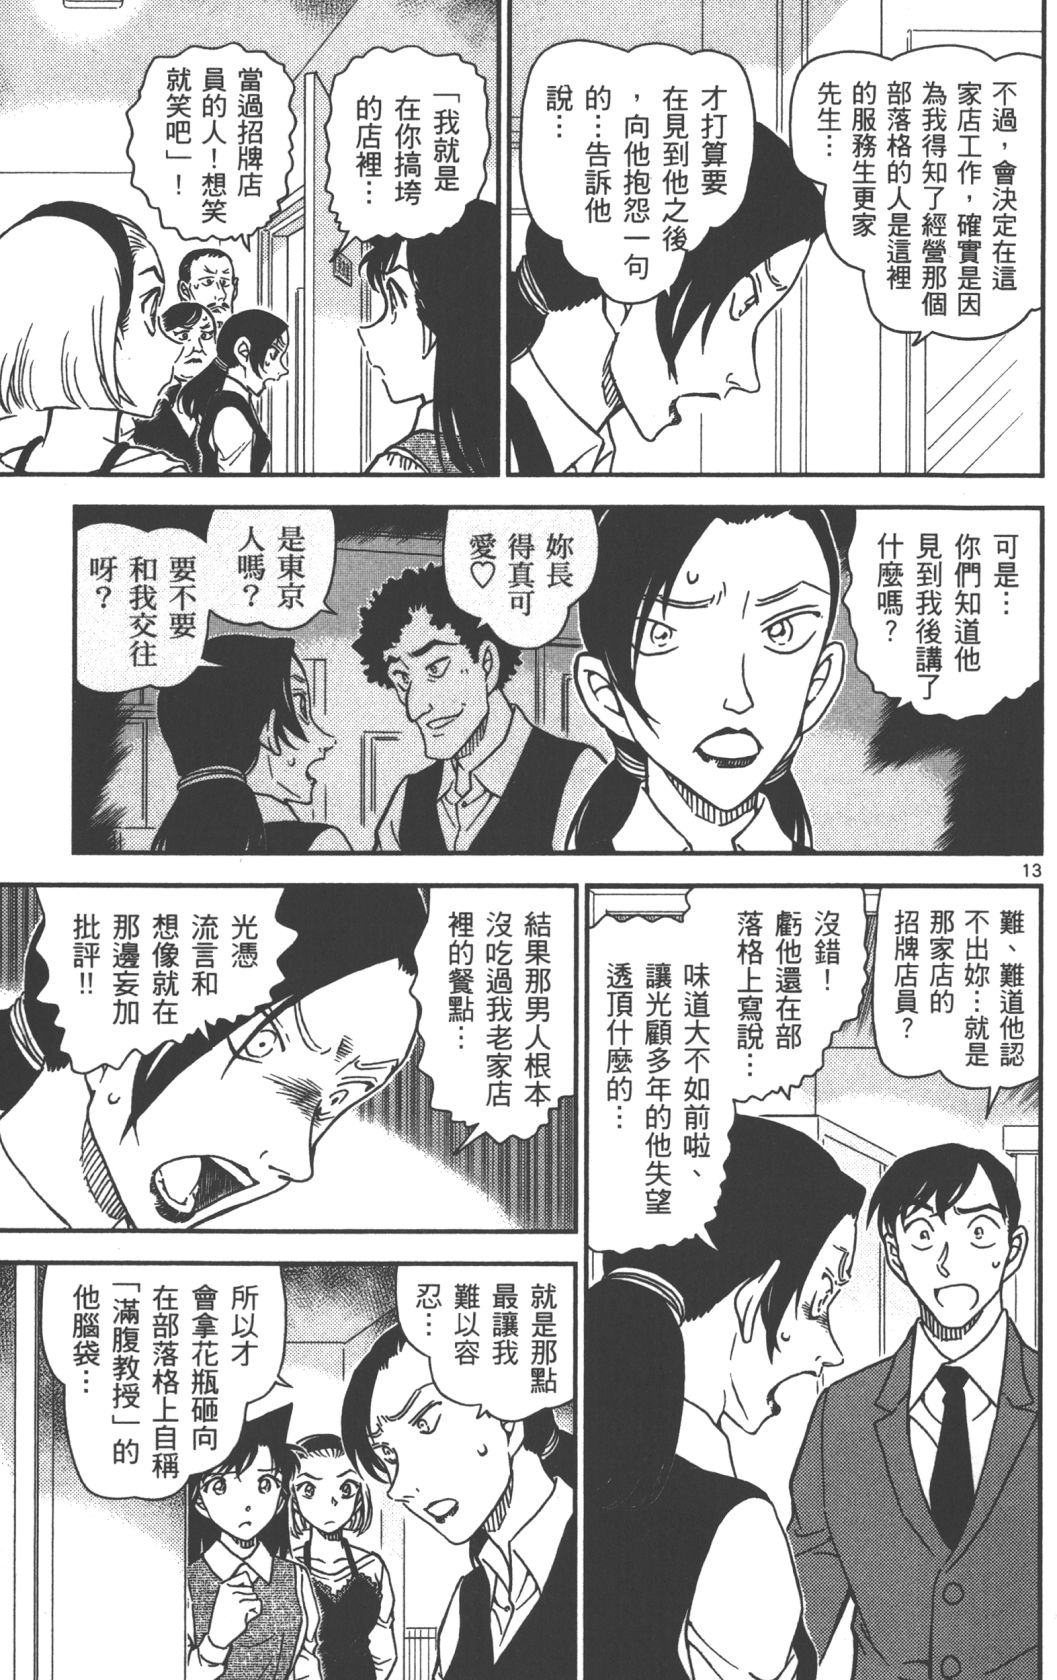 不過，會決定在這
家店工作，確實是因
為我得知了經營那個
部落格的人是這裡
的服務生更家
先生…
才打算要
在見到他之後
，向他抱怨一句
的…告訴他
說…
「我就是
在你搞垮
的店裡…
當過招牌店
員的人！想笑
就笑吧」！
可是…
你們知道他
見到我後講了
什麼嗎？
妳長
得真可
愛♡
是東京
人嗎？
要不要
和我交往
呀？
13
難、難道他認
不出妳…就是
那家店的
招牌店員？
沒錯！
虧他還在部
落格上寫說…
味道大不如前啦、
讓光顧多年的他失望
透頂什麼的…
結果那男人根本
沒吃過我老家店
裡的餐點…
光憑
流言和
想像就在
那邊妄加
批評!!
就是那點
最讓我
難以容
忍…
所以才
會拿花瓶砸向
在部落格上自稱
「滿腹教授」的
他腦袋…